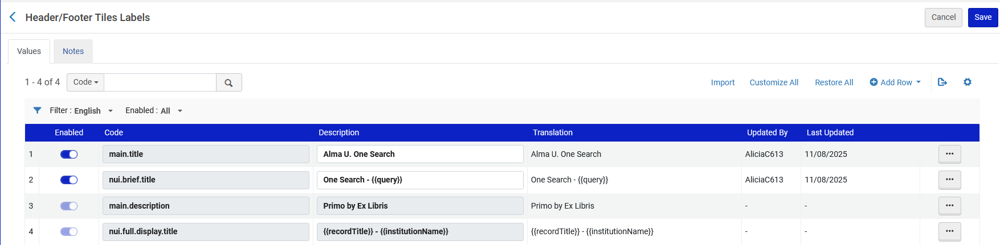 Header/Footer Tiles Labels Cancel Save
Values Notes
1 - 4 of 4 Code Import Customize All Restore All Add Row
Filter : English Enabled : All
Enabled Code Description Translation Updated By Last Updated
1 main.title Alma U. One Search Alma U. One Search AliciaC613 11/08/2025 ...
2 nui.brief.title One Search - {{query}} One Search - {{query}} AliciaC613 11/08/2025 ...
3 main.description Primo by Ex Libris Primo by Ex Libris - - ...
4 nui.full.display.title {{recordTitle}} - {{institutionName}} {{recordTitle}} - {{institutionName}} - - ...